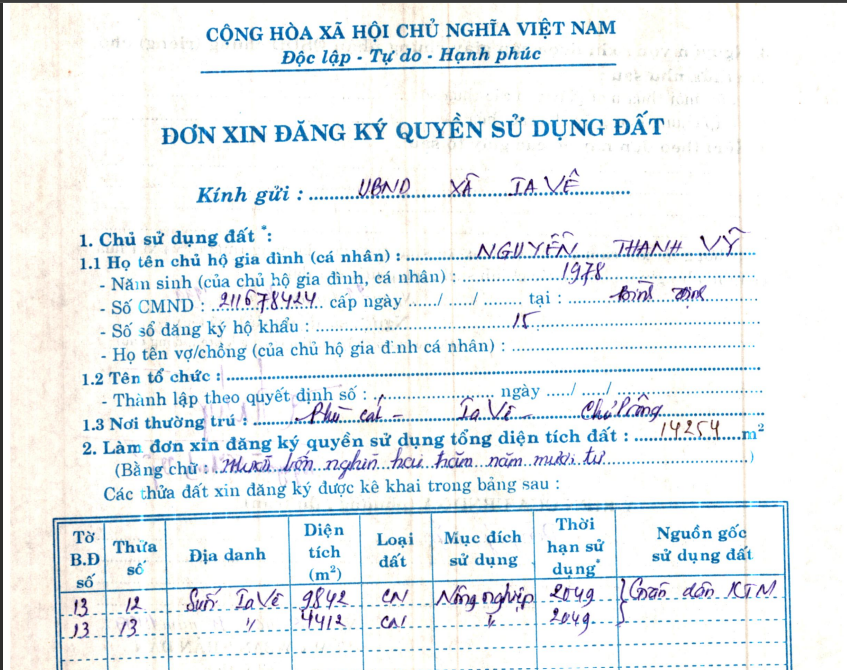 CỘNG HÒA XÃ HỘI CHỦ NGHĨA VIỆT NAM
Độc lập - Tự do - Hạnh phúc
ĐƠN XIN ĐĂNG KÝ QUYỀN SỬ DỤNG ĐẤT
Kính gửi : UBND XÃ IA VÊ
1. Chủ sử dụng đất *:
1.1 Họ tên chủ hộ gia đình (cá nhân) : NGUYỄN THANH VỸ
- Năm sinh (của chủ hộ gia đình, cá nhân) : 1978
- Số CMND : 211678424 cấp ngày ...../ ...../ ........ tại : Bình Định
- Số sổ đăng ký hộ khẩu : 15
- Họ tên vợ/chồng (của chủ hộ gia đình cá nhân) :
1.2 Tên tổ chức :
- Thành lập theo quyết định số : ngày ...../ ...../
1.3 Nơi thường trú : Phù cát - Ia Vê - Chư Prông
2. Làm đơn xin đăng ký quyền sử dụng tổng diện tích đất : 14254 m²
(Bằng chữ : Mười bốn nghìn hai trăm năm mươi tư )
Các thửa đất xin đăng ký được kê khai trong bảng sau :
Tờ B.Đ số Thửa số Địa danh Diện tích (m²) Loại đất Mục đích sử dụng Thời hạn sử dụng* Nguồn gốc sử dụng đất
13 12 Ia Vê 9842 CN Nông nghiệp 2049 dân KTM
13 13 " 4412 CN " 2049